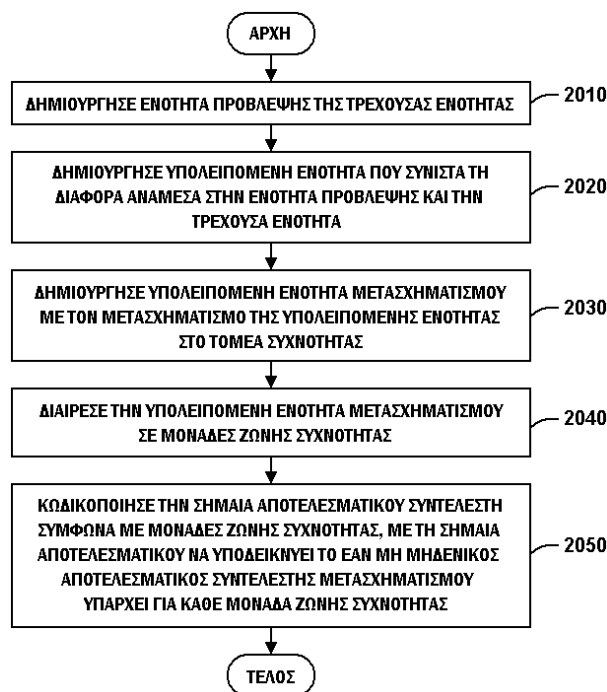 ΑΡΧΗ
ΔΗΜΙΟΥΡΓΗΣΕ ΕΝΟΤΗΤΑ ΠΡΟΒΛΕΨΗΣ ΤΗΣ ΤΡΕΧΟΥΣΑΣ ΕΝΟΤΗΤΑΣ
2010
ΔΗΜΙΟΥΡΓΗΣΕ ΥΠΟΛΕΙΠΟΜΕΝΗ ΕΝΟΤΗΤΑ ΠΟΥ ΣΥΝΙΣΤΑ ΤΗ
ΔΙΑΦΟΡΑ ΑΝΑΜΕΣΑ ΣΤΗΝ ΕΝΟΤΗΤΑ ΠΡΟΒΛΕΨΗΣ ΚΑΙ ΤΗΝ
ΤΡΕΧΟΥΣΑ ΕΝΟΤΗΤΑ
2020
ΔΗΜΙΟΥΡΓΗΣΕ ΥΠΟΛΕΙΠΟΜΕΝΗ ΕΝΟΤΗΤΑ ΜΕΤΑΣΧΗΜΑΤΙΣΜΟΥ
ΜΕ ΤΟΝ ΜΕΤΑΣΧΗΜΑΤΙΣΜΟ ΤΗΣ ΥΠΟΛΕΙΠΟΜΕΝΗΣ ΕΝΟΤΗΤΑΣ
ΣΤΟ ΤΟΜΕΑ ΣΥΧΝΟΤΗΤΑΣ
2030
ΔΙΑΙΡΕΣΕ ΤΗΝ ΥΠΟΛΕΙΠΟΜΕΝΗ ΕΝΟΤΗΤΑ ΜΕΤΑΣΧΗΜΑΤΙΣΜΟΥ
ΣΕ ΜΟΝΑΔΕΣ ΖΩΝΗΣ ΣΥΧΝΟΤΗΤΑΣ
2040
ΚΩΔΙΚΟΠΟΙΗΣΕ ΤΗΝ ΣΗΜΑΙΑ ΑΠΟΤΕΛΕΣΜΑΤΙΚΟΥ ΣΥΝΤΕΛΕΣΤΗ
ΣΥΜΦΩΝΑ ΜΕ ΜΟΝΑΔΕΣ ΖΩΝΗΣ ΣΥΧΝΟΤΗΤΑΣ, ΜΕ ΤΗ ΣΗΜΑΙΑ
ΑΠΟΤΕΛΕΣΜΑΤΙΚΟΥ ΝΑ ΥΠΟΔΕΙΚΝΥΕΙ ΤΟ ΕΑΝ ΜΗ ΜΗΔΕΝΙΚΟΣ
ΑΠΟΤΕΛΕΣΜΑΤΙΚΟΣ ΣΥΝΤΕΛΕΣΤΗΣ ΜΕΤΑΣΧΗΜΑΤΙΣΜΟΥ
ΥΠΑΡΧΕΙ ΓΙΑ ΚΑΘΕ ΜΟΝΑΔΑ ΖΩΝΗΣ ΣΥΧΝΟΤΗΤΑΣ
2050
ΤΕΛΟΣ